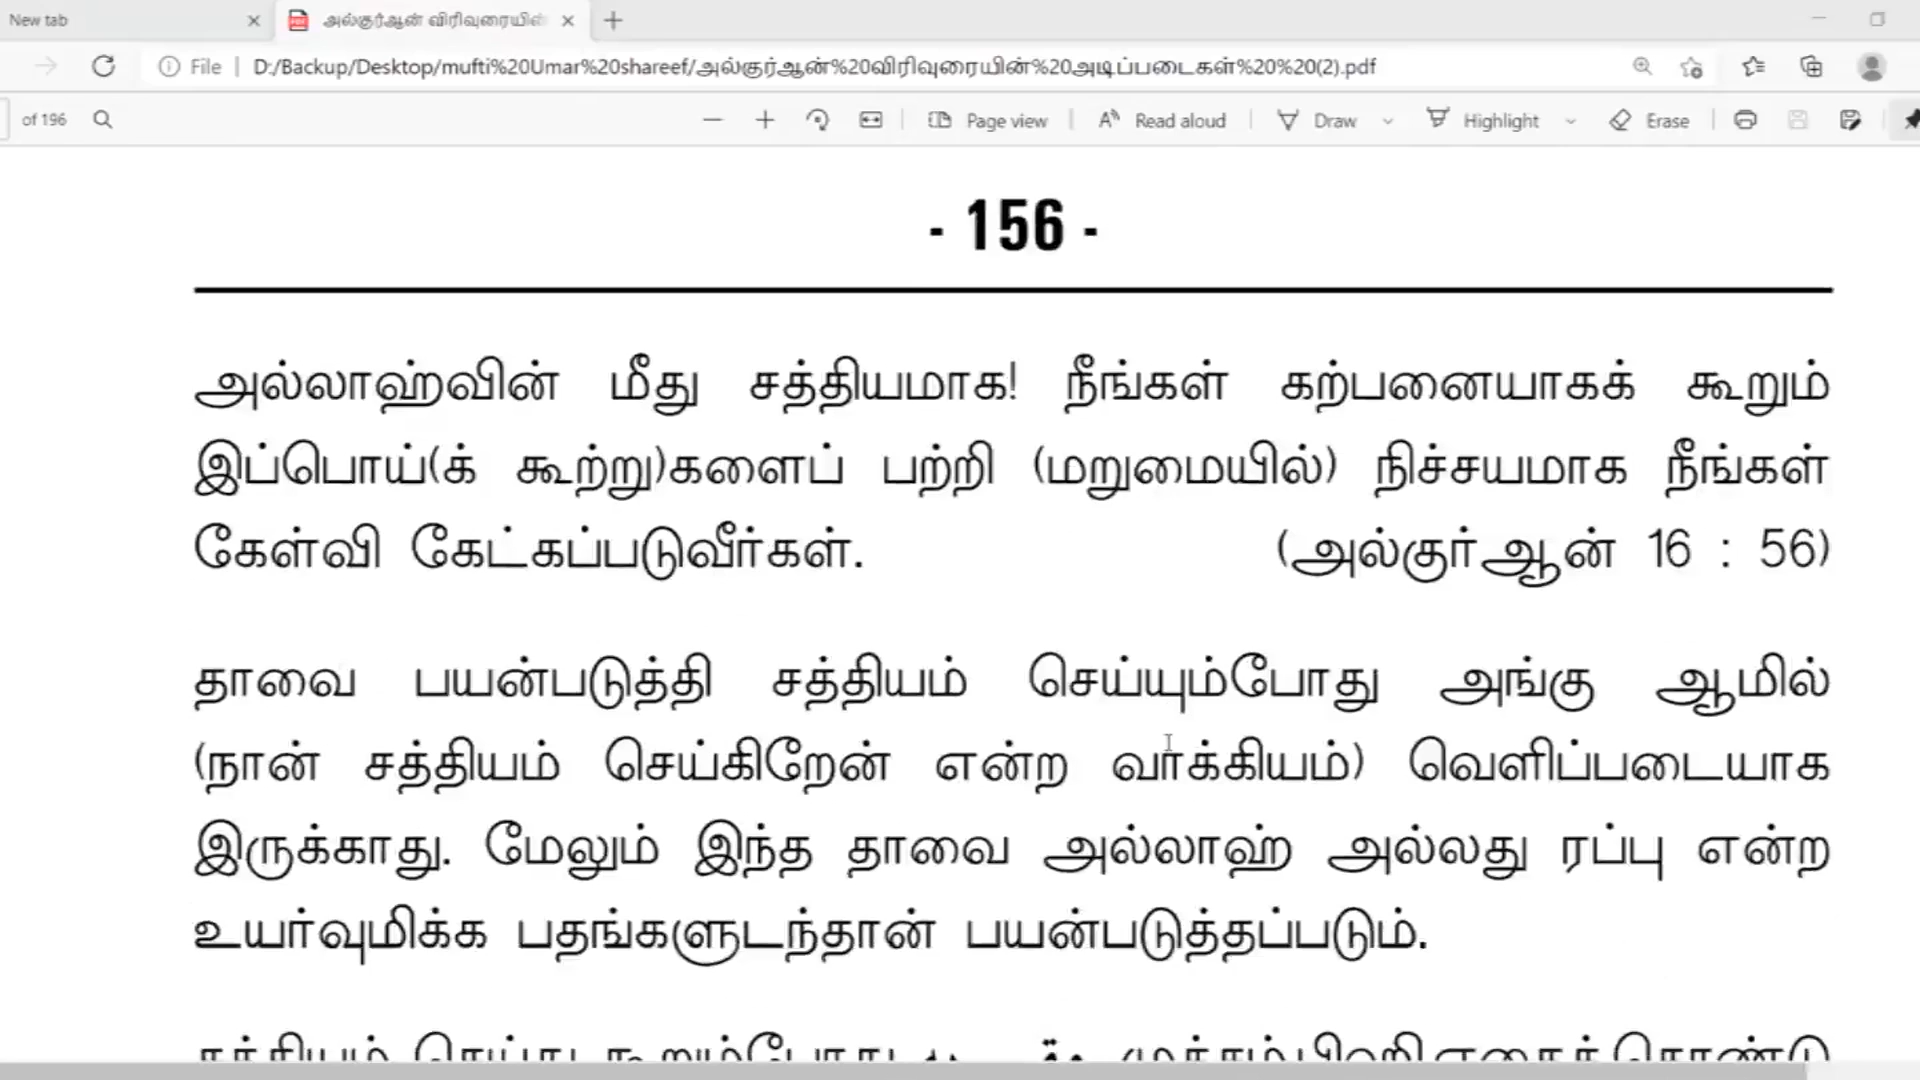 New tab
அல்குர்ஆன் விரிவுரையின்
File
D:/Backup/Desktop/mufti%20Umar%20shareef/அல்குர்ஆன்%20விரிவுரையின்%20அடிப்படைகள்%20%20(2).pdf
of 196
Page view
Read aloud
Draw
Highlight
Erase
- 156 -
அல்லாஹ்வின் மீது சத்தியமாக! நீங்கள் கற்பனையாகக் கூறும்
இப்பொய்(க் கூற்று)களைப் பற்றி (மறுமையில்) நிச்சயமாக நீங்கள்
கேள்வி கேட்கப்படுவீர்கள். (அல்குர்ஆன் 16 : 56)
தாவை பயன்படுத்தி சத்தியம் செய்யும்போது அங்கு ஆமில்
(நான் சத்தியம் செய்கிறேன் என்ற வார்க்கியம்) வெளிப்படையாக
இருக்காது. மேலும் இந்த தாவை அல்லாஹ் அல்லது ரப்பு என்ற
உயர்வுமிக்க பதங்களுடந்தான் பயன்படுத்தப்படும்.